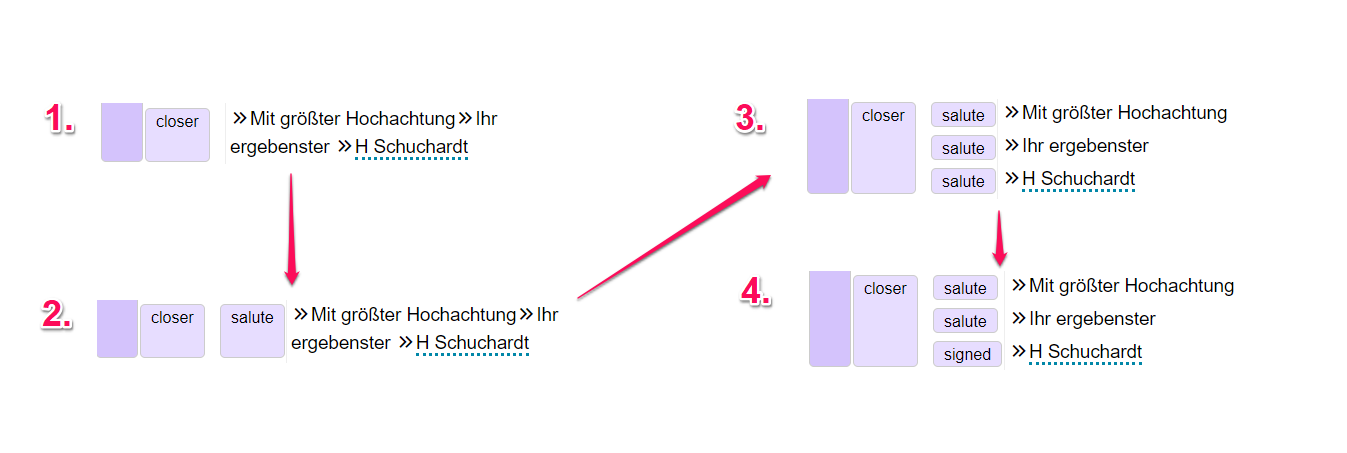 1.
closer
»Mit größter Hochachtung»Ihr
ergebenster »H Schuchardt
2.
closer
salute
»Mit größter Hochachtung»Ihr
ergebenster »H Schuchardt
3.
closer
salute »Mit größter Hochachtung
salute »Ihr ergebenster
salute »H Schuchardt
4.
closer
salute »Mit größter Hochachtung
salute »Ihr ergebenster
signed »H Schuchardt